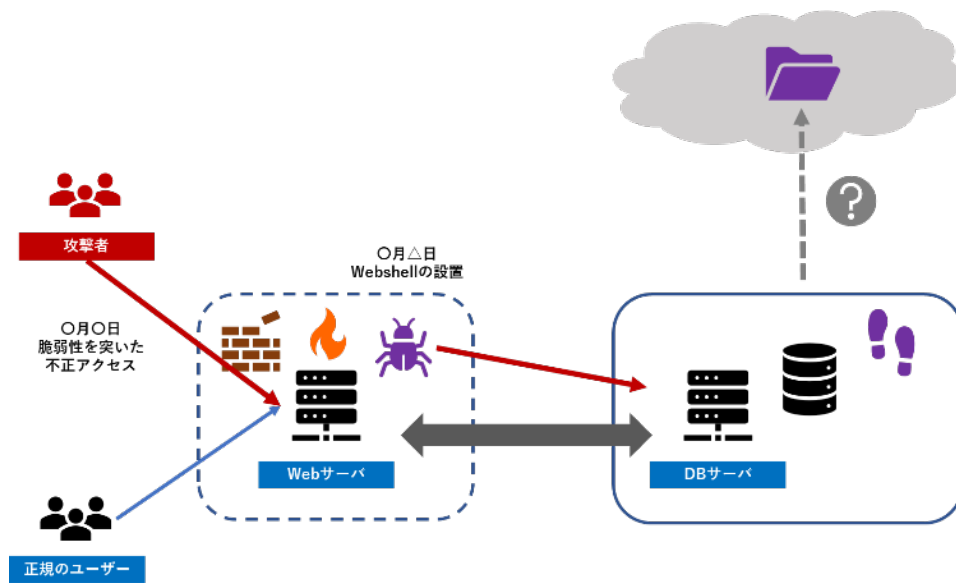 攻撃者
〇月〇日
脆弱性を突いた
不正アクセス
〇月△日
Webshellの設置
?
Webサーバ
DBサーバ
正規のユーザー